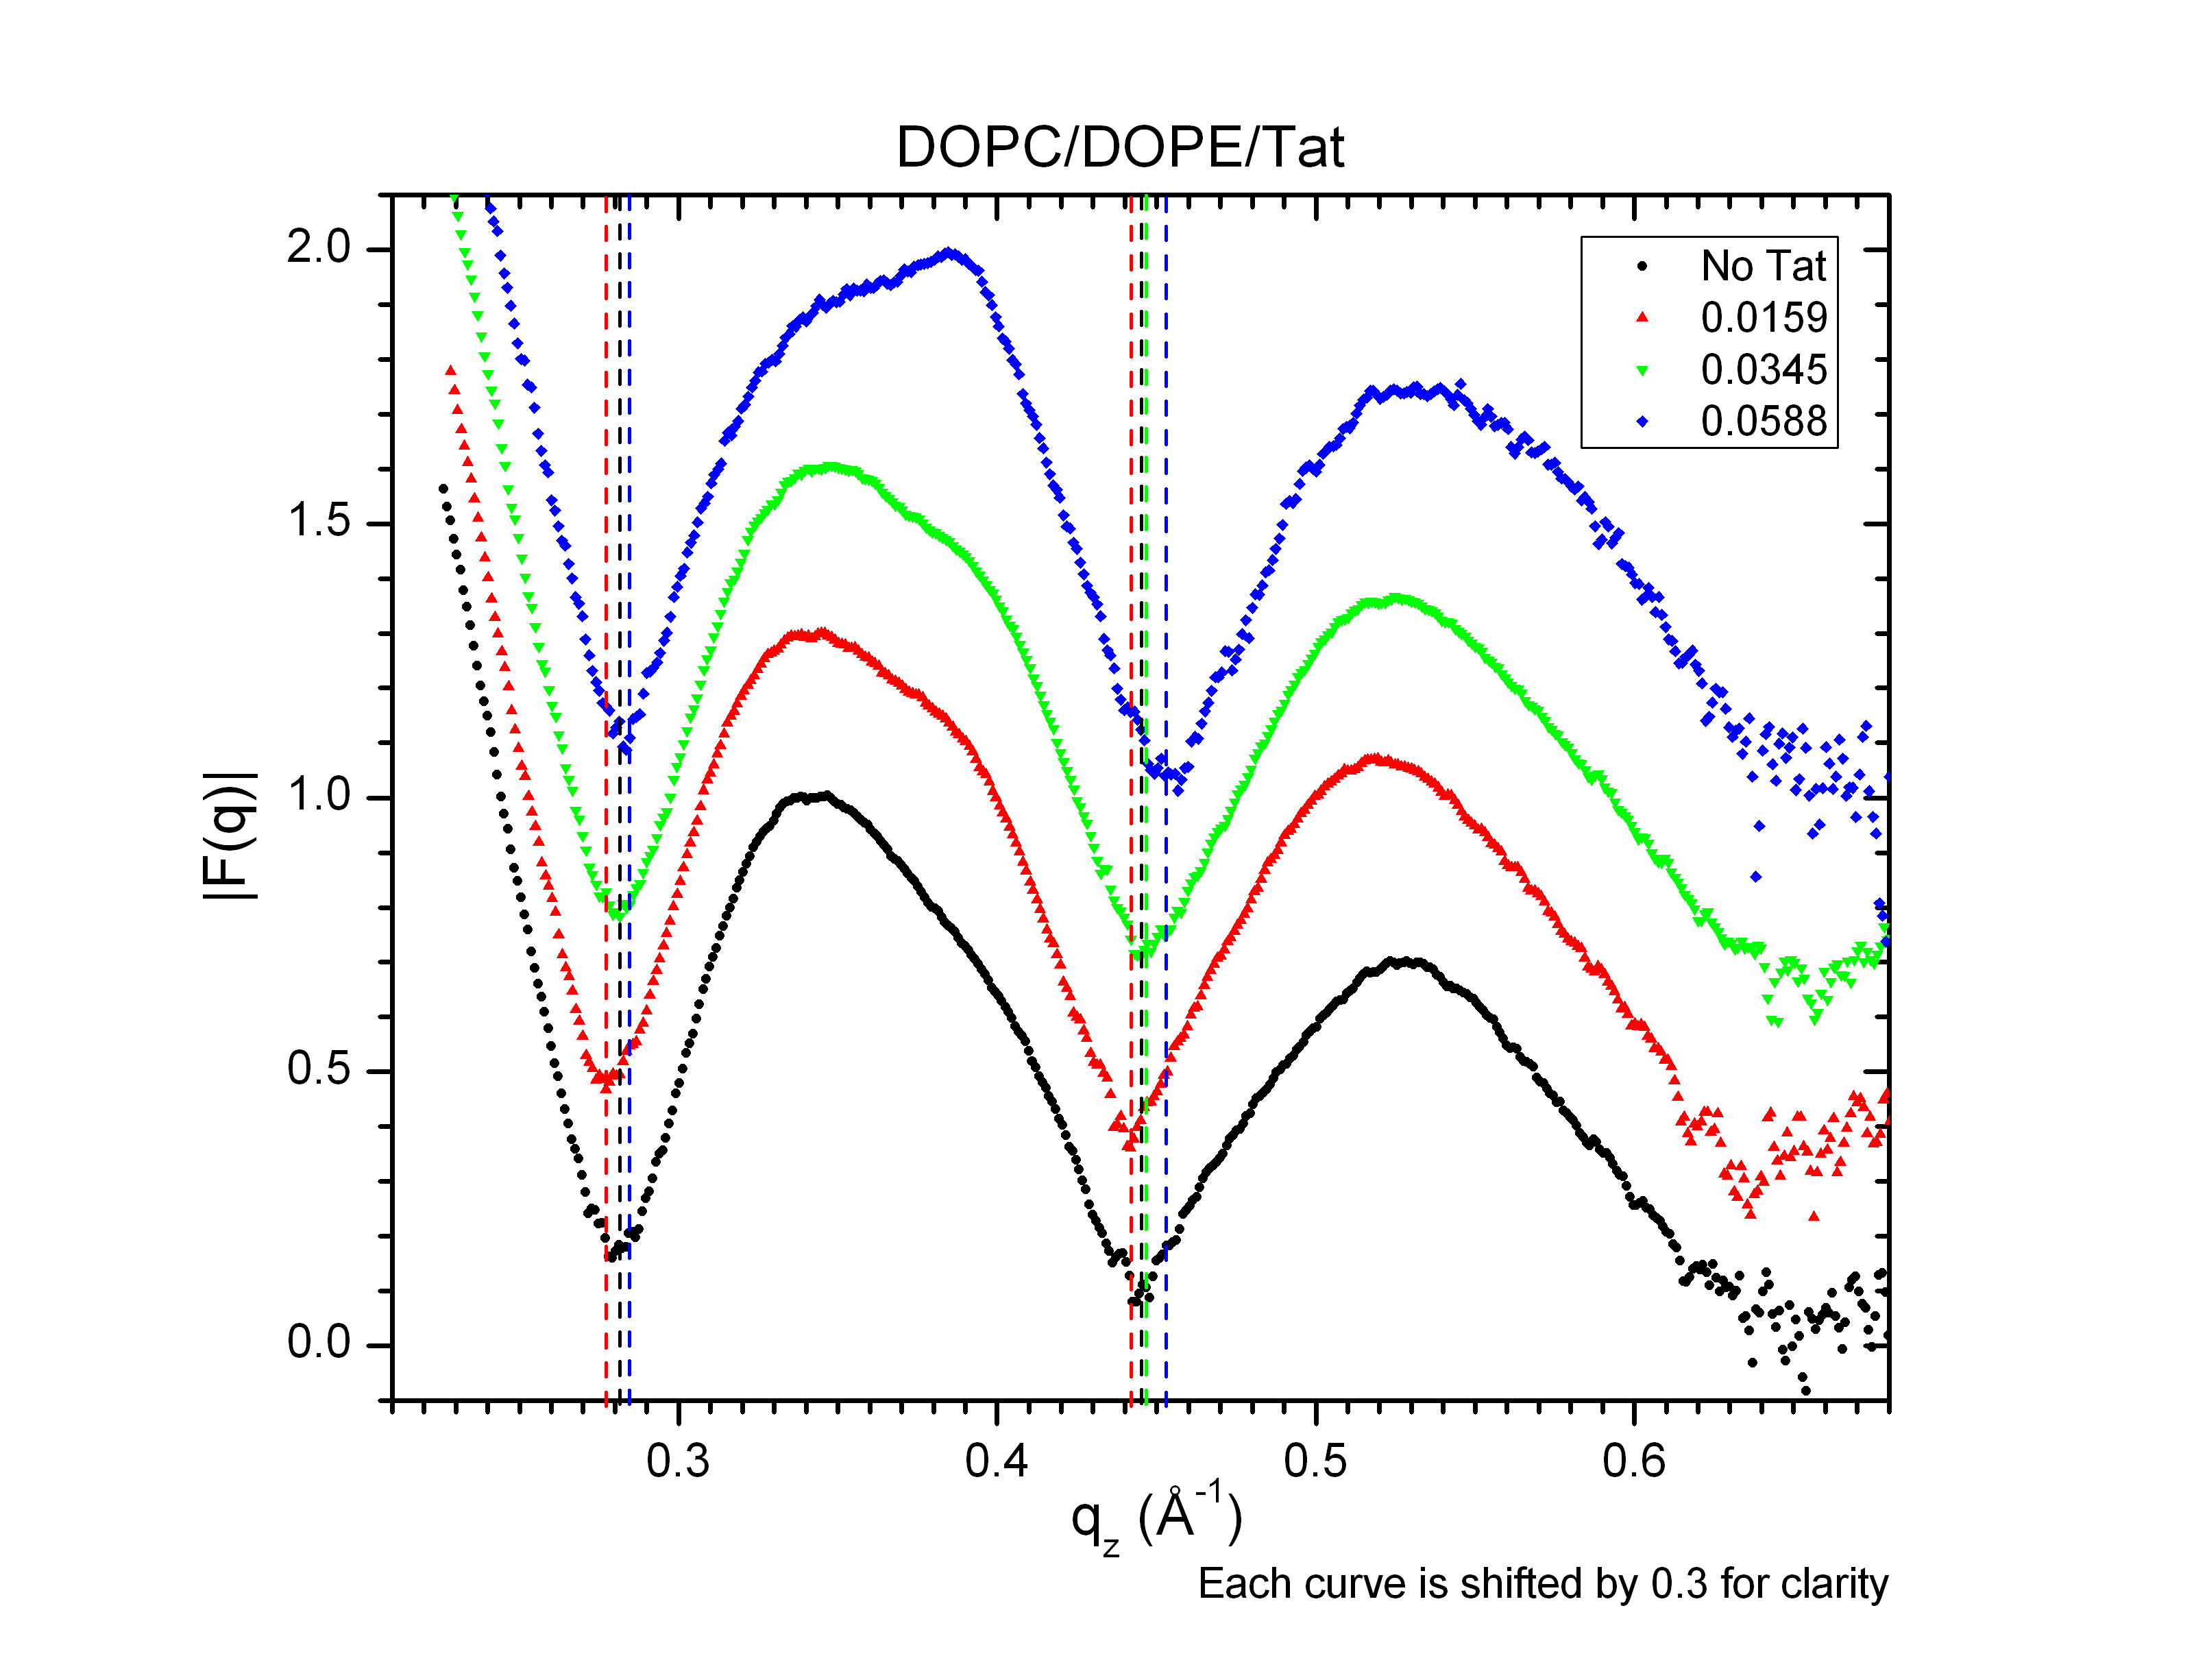 DOPC/DOPE/Tat
No Tat
0.0159
0.0345
0.0588
2.0
1.5
1.0
0.5
0.0
|F(q)|
0.3 0.4 0.5 0.6
q_z (Å⁻¹)
Each curve is shifted by 0.3 for clarity